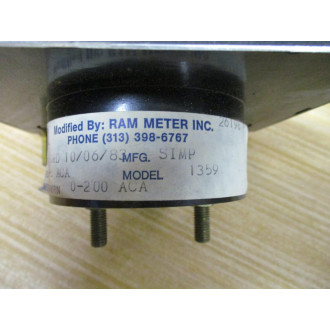 Modified By: RAM METER INC.
PHONE (313) 398-6767
10/06/83 MFG. SIMP
ACA MODEL 1359
0-200 ACA